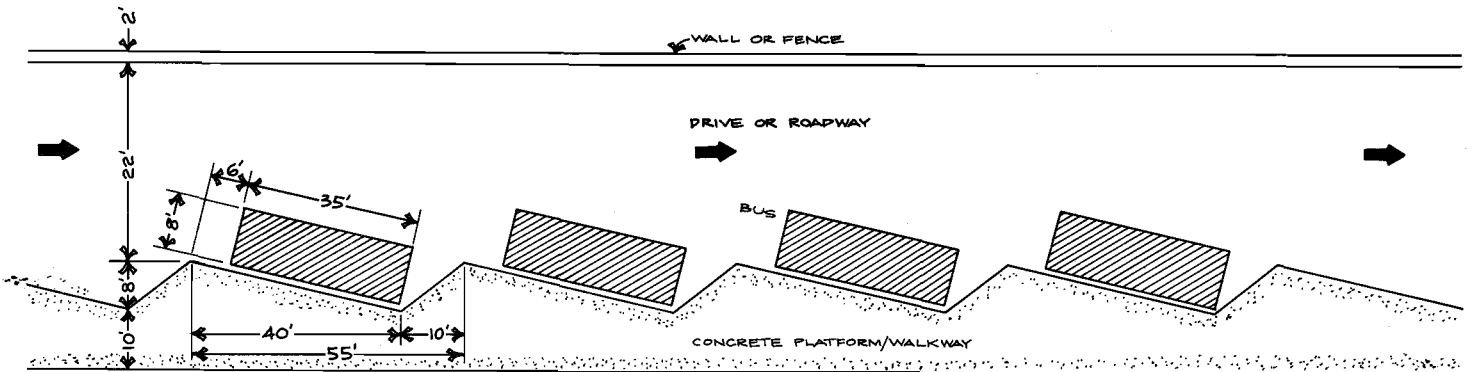 2'
WALL OR FENCE
DRIVE OR ROADWAY
22'
6'
35'
8'
BUS
8'
40'
10'
10'
55'
CONCRETE PLATFORM/WALKWAY